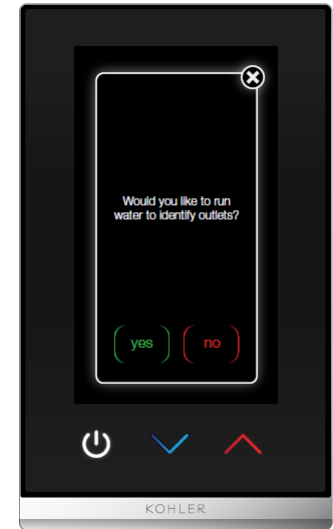 Would you like to run
water to identify outlets?
yes no
KOHLER